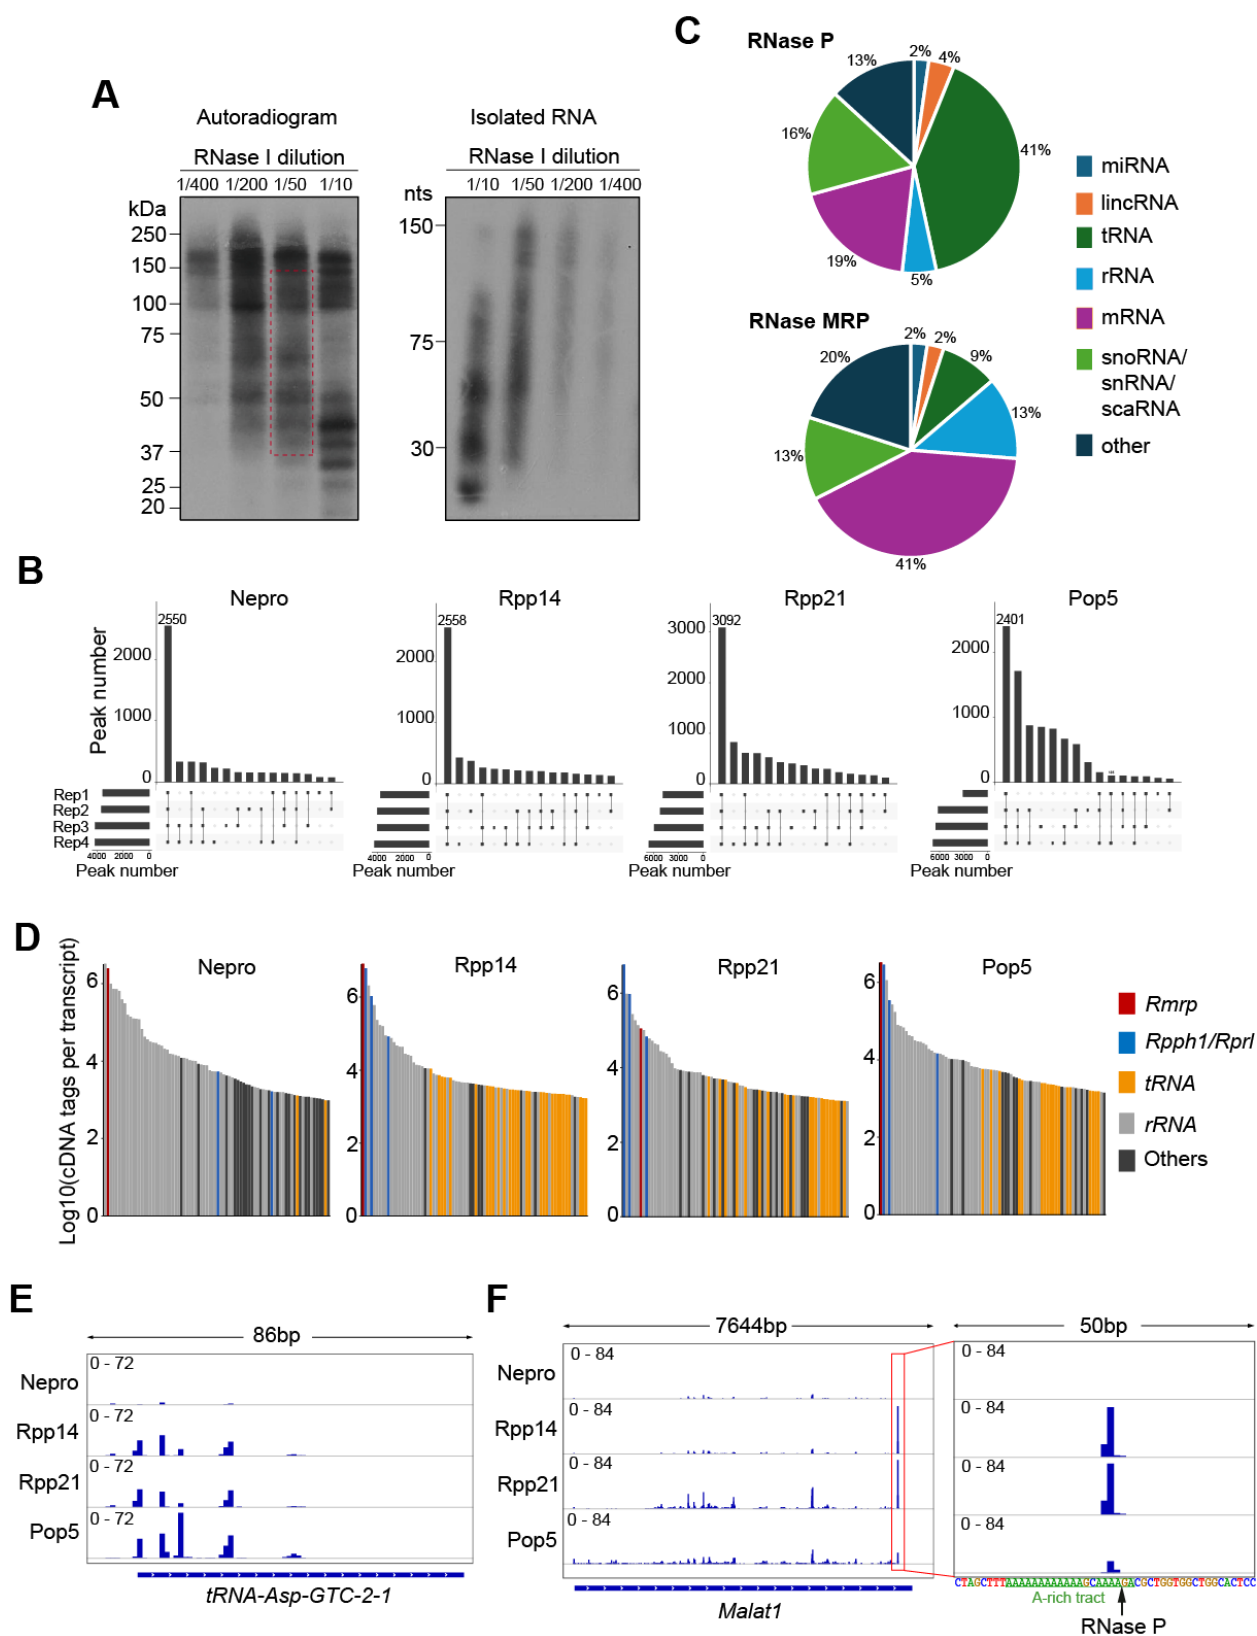 A
Autoradiogram
RNase I dilution
1/400 1/200 1/50 1/10
kDa
250
150
100
75
50
37
25
20
Isolated RNA
RNase I dilution
1/10 1/50 1/200 1/400
nts
150
75
30
C
RNase P
2%
4%
41%
5%
19%
16%
13%
RNase MRP
2%
2%
9%
13%
41%
13%
20%
miRNA
lincRNA
tRNA
rRNA
mRNA
snoRNA/
snRNA/
scaRNA
other
B
Nepro
2550
2000
1000
0
Peak number
Rep1
Rep2
Rep3
Rep4
4000 2000 0
Peak number
Rpp14
2558
2000
1000
0
4000 2000 0
Peak number
Rpp21
3092
3000
2000
1000
0
6000 3000 0
Peak number
Pop5
2401
2000
1000
0
6000 3000 0
Peak number
D
Log10(cDNA tags per transcript)
Nepro
6
4
2
0
Rpp14
6
4
2
0
Rpp21
6
4
2
0
Pop5
6
4
2
0
Rmrp
Rpph1/Rprl
tRNA
rRNA
Others
E
86bp
Nepro
0 - 72
Rpp14
0 - 72
Rpp21
0 - 72
Pop5
0 - 72
tRNA-Asp-GTC-2-1
F
7644bp
Nepro
0 - 84
Rpp14
0 - 84
Rpp21
0 - 84
Pop5
0 - 84
Malat1
50bp
0 - 84
0 - 84
0 - 84
0 - 84
CTAGCTTTAAAAAAAAAAAAGCAAAAGACGCTGGTGGCTGGCACTCC
A-rich tract
RNase P